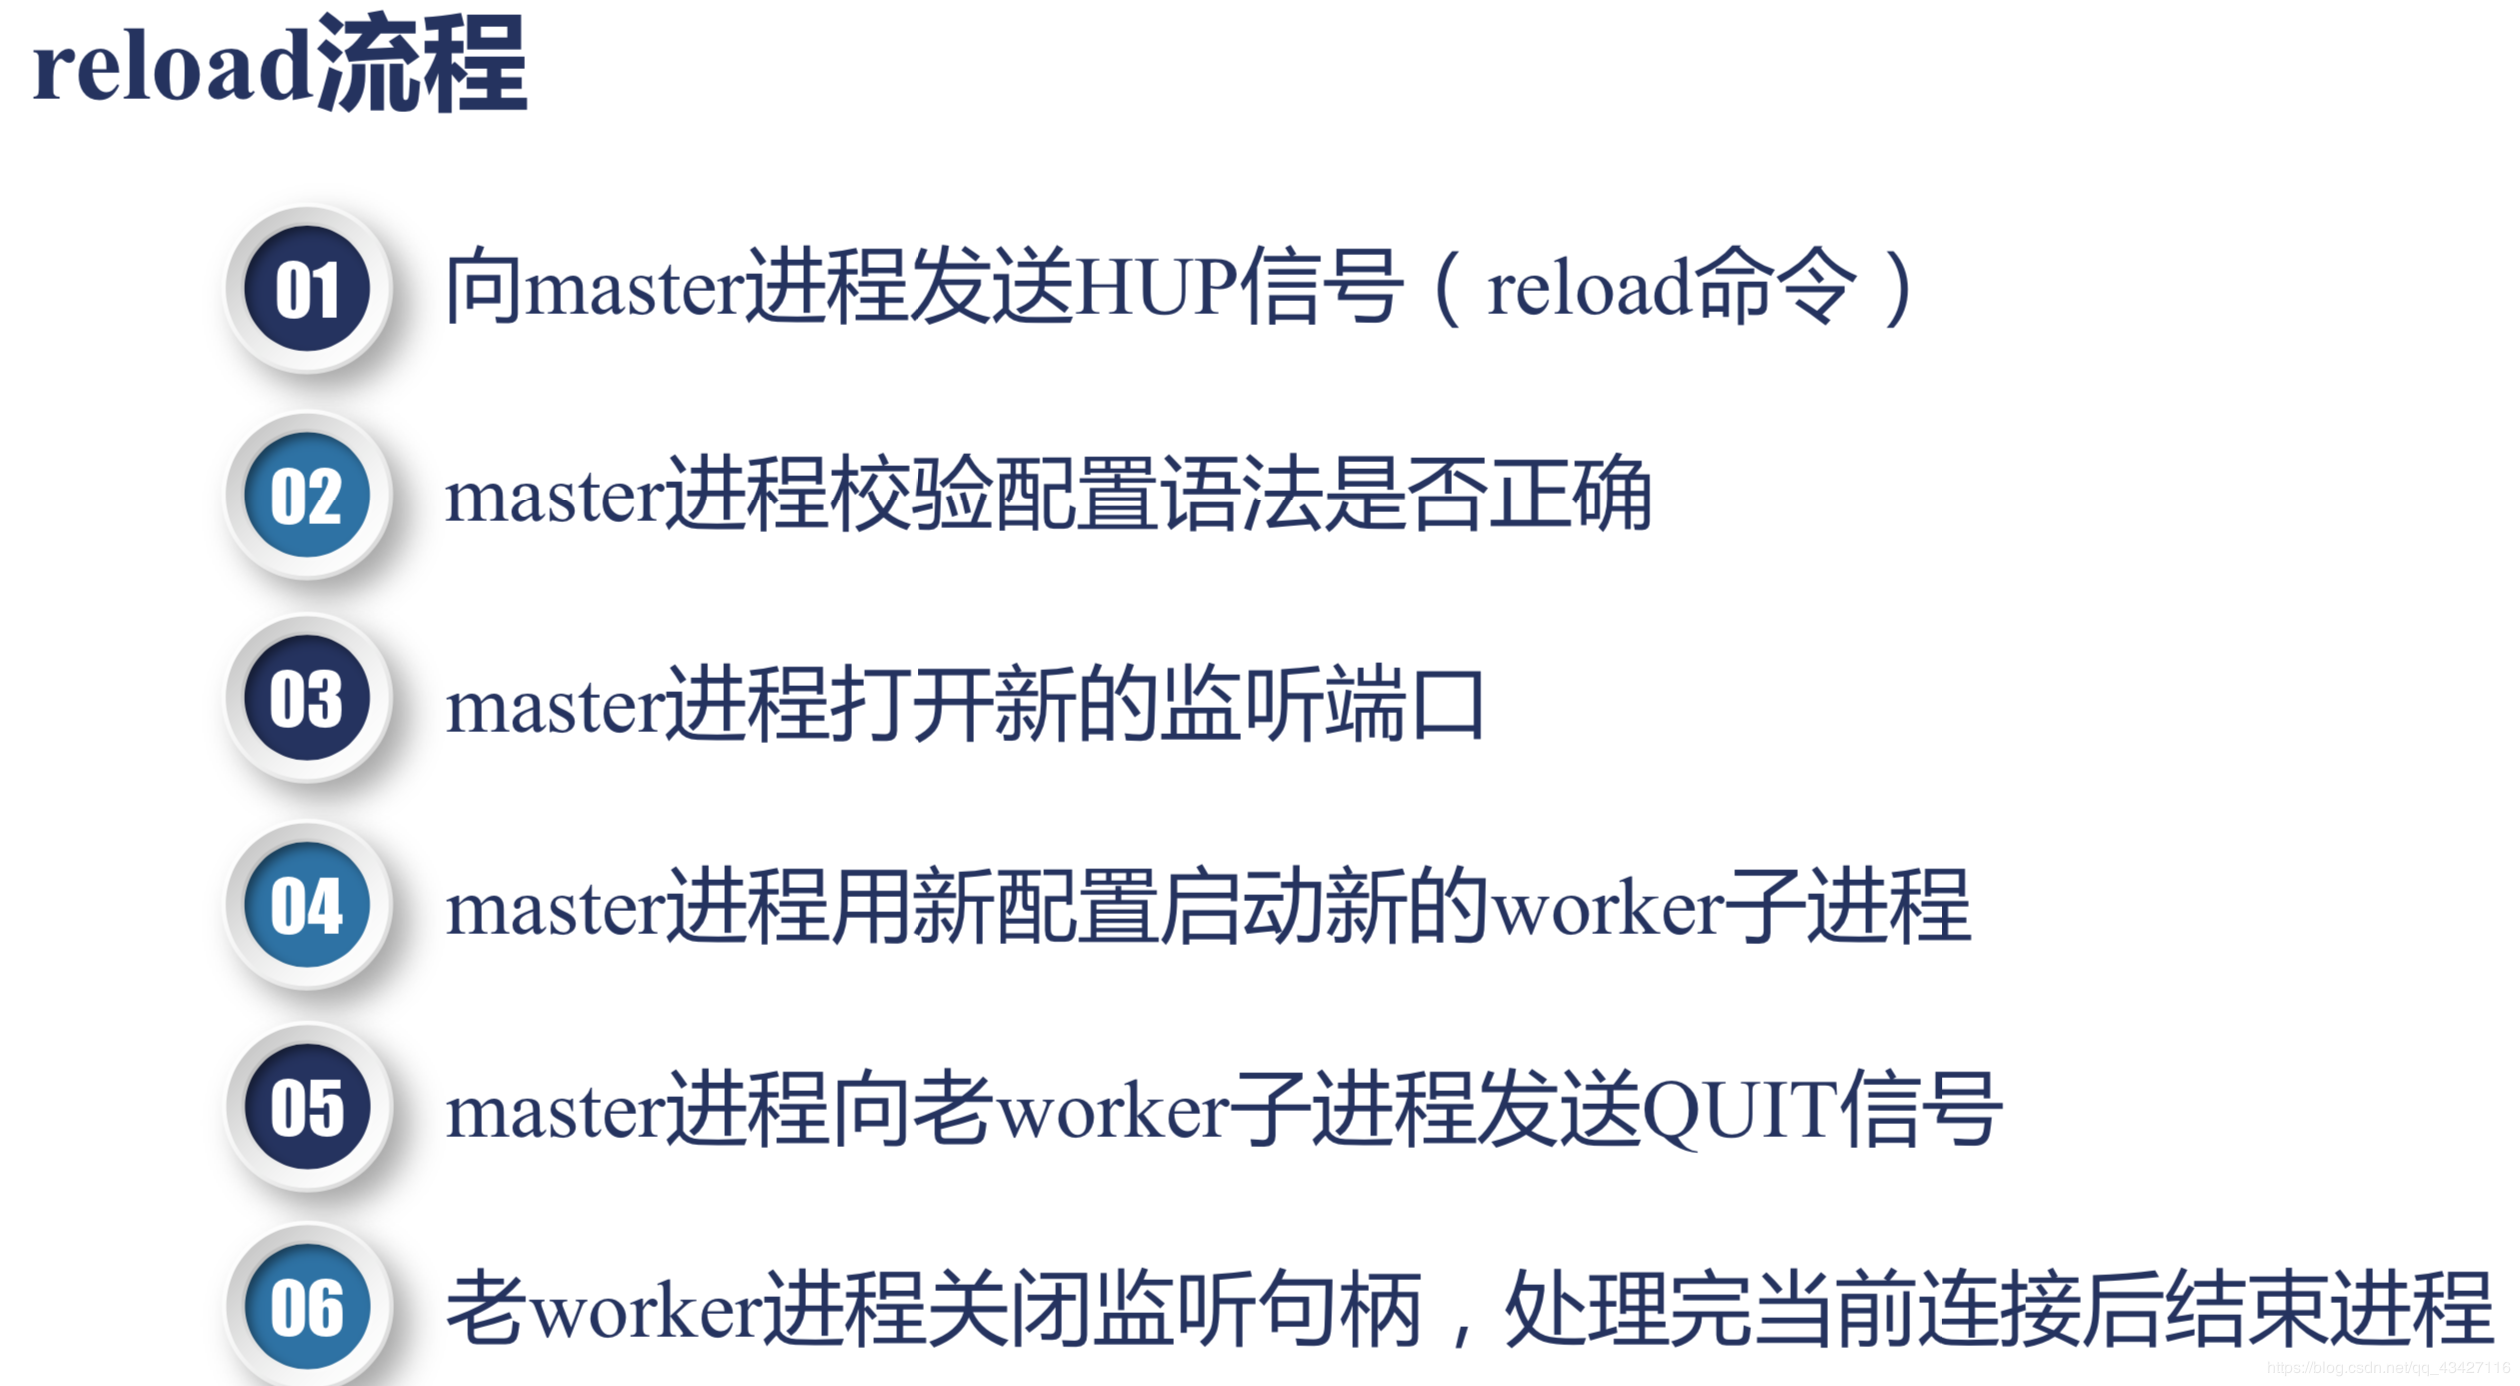 reload流程
01
向master进程发送HUP信号（reload命令）
02
master进程校验配置语法是否正确
03
master进程打开新的监听端口
04
master进程用新配置启动新的worker子进程
05
master进程向老worker子进程发送QUIT信号
06
老worker进程关闭监听句柄，处理完当前连接后结束进程
https://blog.csdn.net/qq_43427116